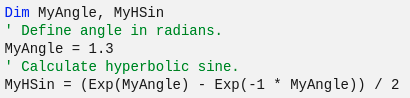 Dim MyAngle, MyHSin
' Define angle in radians.
MyAngle = 1.3
' Calculate hyperbolic sine.
MyHSin = (Exp(MyAngle) - Exp(-1 * MyAngle)) / 2